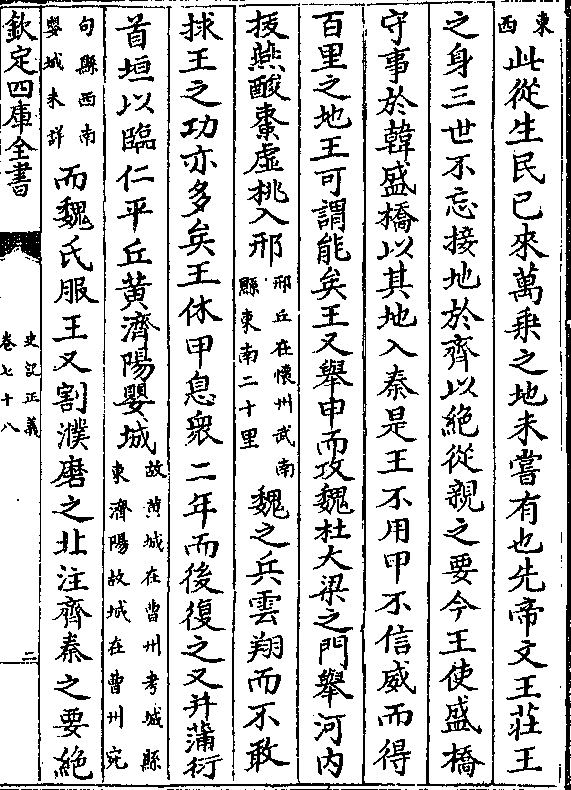 東西此從生民已來萬乘之地未嘗有也先帝文王莊王
之身三世不忘接地於齊以絕從親之要今王使盛橋
守事於韓盛橋以其地入秦是王不用甲不信威而得
百里之地王可謂能矣王又舉申而攻魏杜大梁之門舉河内
拔燕酸棗虛桃入邢邢丘在懷州武南縣東南二十里魏之兵雲翔而不敢
捄王之功亦多矣王休甲息衆二年而後復之又并蒲衍
首垣以臨仁平丘黄濟陽嬰城故黄城在曹州考城縣東濟陽故城在曹州宛
句縣西南嬰城未詳而魏氏服王又割濮磨之北注齊秦之要絶
欽定四庫全書
史記正義
卷七十八
二